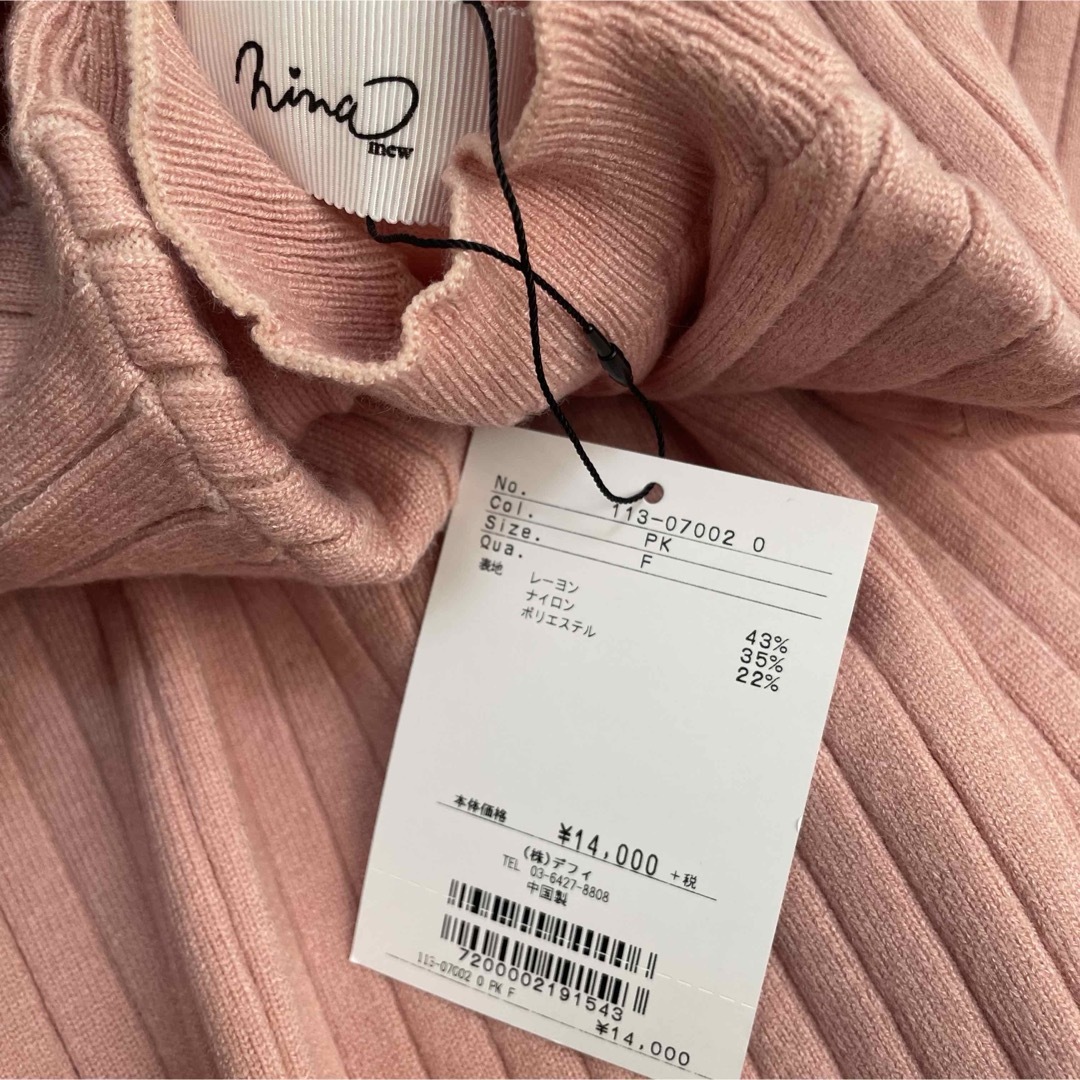 nina
mew
No. 113-07002 0
Col. PK
Size. F
Qua.
表地 レーヨン 43%
ナイロン 35%
ポリエステル 22%
本体価格 ¥14,000 +税
(株)デフィ
TEL 03-6427-8808
中国製
7200002191543
113-07002 0 PK F
¥14,000